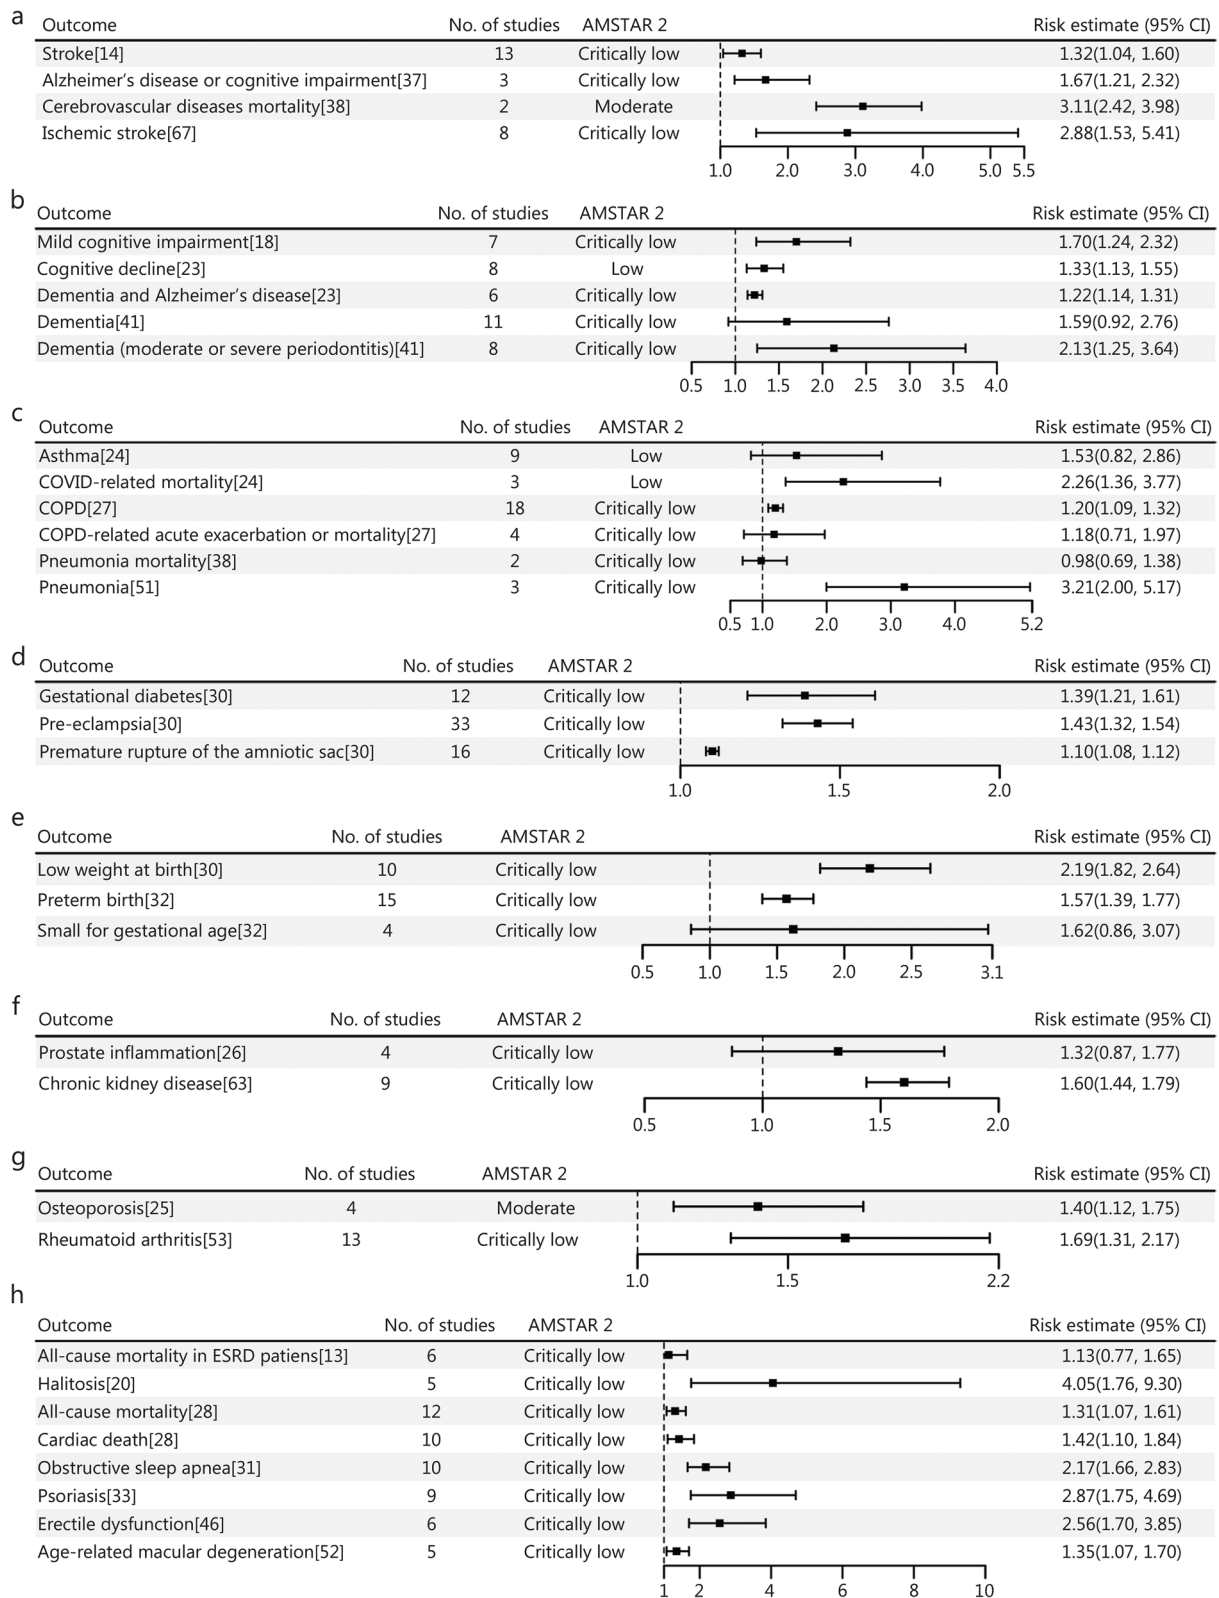 a
Outcome No. of studies AMSTAR 2 Risk estimate (95% CI)
Stroke[14] 13 Critically low 1.32(1.04, 1.60)
Alzheimer's disease or cognitive impairment[37] 3 Critically low 1.67(1.21, 2.32)
Cerebrovascular diseases mortality[38] 2 Moderate 3.11(2.42, 3.98)
Ischemic stroke[67] 8 Critically low 2.88(1.53, 5.41)
1.0 2.0 3.0 4.0 5.0 5.5
b
Outcome No. of studies AMSTAR 2 Risk estimate (95% CI)
Mild cognitive impairment[18] 7 Critically low 1.70(1.24, 2.32)
Cognitive decline[23] 8 Low 1.33(1.13, 1.55)
Dementia and Alzheimer's disease[23] 6 Critically low 1.22(1.14, 1.31)
Dementia[41] 11 Critically low 1.59(0.92, 2.76)
Dementia (moderate or severe periodontitis)[41] 8 Critically low 2.13(1.25, 3.64)
0.5 1.0 1.5 2.0 2.5 3.0 3.5 4.0
c
Outcome No. of studies AMSTAR 2 Risk estimate (95% CI)
Asthma[24] 9 Low 1.53(0.82, 2.86)
COVID-related mortality[24] 3 Low 2.26(1.36, 3.77)
COPD[27] 18 Critically low 1.20(1.09, 1.32)
COPD-related acute exacerbation or mortality[27] 4 Critically low 1.18(0.71, 1.97)
Pneumonia mortality[38] 2 Critically low 0.98(0.69, 1.38)
Pneumonia[51] 3 Critically low 3.21(2.00, 5.17)
0.5 1.0 2.0 3.0 4.0 5.2
d
Outcome No. of studies AMSTAR 2 Risk estimate (95% CI)
Gestational diabetes[30] 12 Critically low 1.39(1.21, 1.61)
Pre-eclampsia[30] 33 Critically low 1.43(1.32, 1.54)
Premature rupture of the amniotic sac[30] 16 Critically low 1.10(1.08, 1.12)
1.0 1.5 2.0
e
Outcome No. of studies AMSTAR 2 Risk estimate (95% CI)
Low weight at birth[30] 10 Critically low 2.19(1.82, 2.64)
Preterm birth[32] 15 Critically low 1.57(1.39, 1.77)
Small for gestational age[32] 4 Critically low 1.62(0.86, 3.07)
0.5 1.0 1.5 2.0 2.5 3.1
f
Outcome No. of studies AMSTAR 2 Risk estimate (95% CI)
Prostate inflammation[26] 4 Critically low 1.32(0.87, 1.77)
Chronic kidney disease[63] 9 Critically low 1.60(1.44, 1.79)
0.5 1.0 1.5 2.0
g
Outcome No. of studies AMSTAR 2 Risk estimate (95% CI)
Osteoporosis[25] 4 Moderate 1.40(1.12, 1.75)
Rheumatoid arthritis[53] 13 Critically low 1.69(1.31, 2.17)
1.0 1.5 2.2
h
Outcome No. of studies AMSTAR 2 Risk estimate (95% CI)
All-cause mortality in ESRD patiens[13] 6 Critically low 1.13(0.77, 1.65)
Halitosis[20] 5 Critically low 4.05(1.76, 9.30)
All-cause mortality[28] 12 Critically low 1.31(1.07, 1.61)
Cardiac death[28] 10 Critically low 1.42(1.10, 1.84)
Obstructive sleep apnea[31] 10 Critically low 2.17(1.66, 2.83)
Psoriasis[33] 9 Critically low 2.87(1.75, 4.69)
Erectile dysfunction[46] 6 Critically low 2.56(1.70, 3.85)
Age-related macular degeneration[52] 5 Critically low 1.35(1.07, 1.70)
1 2 4 6 8 10